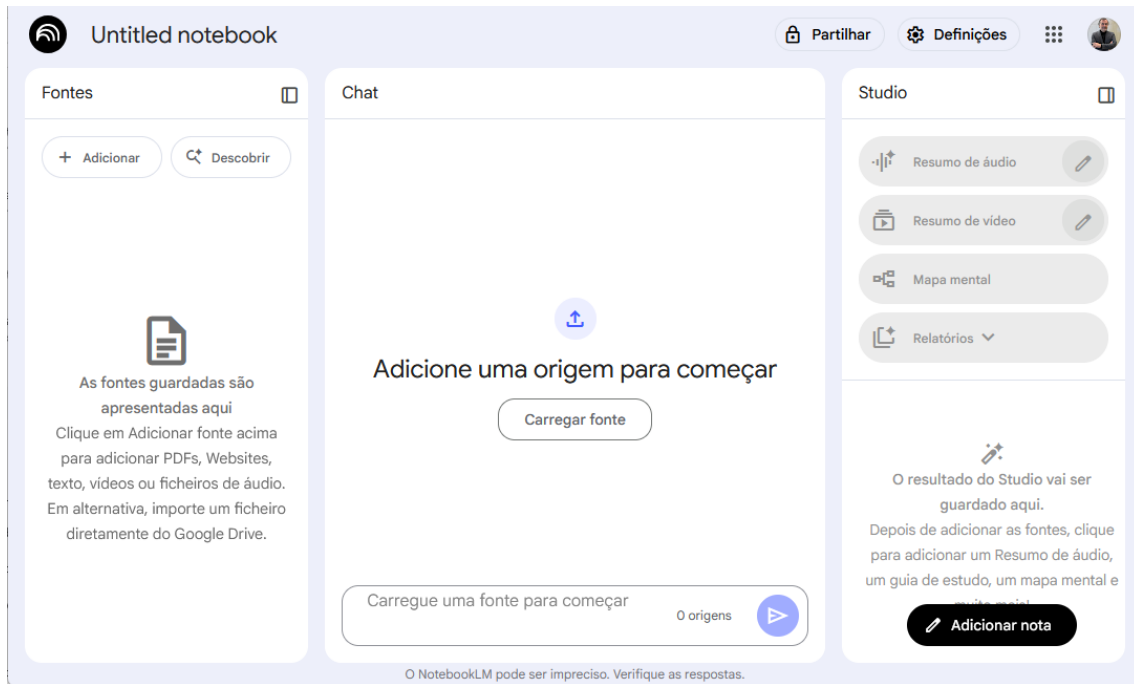 Untitled notebook
Partilhar
Definições
Fontes
Adicionar
Descobrir
As fontes guardadas são
apresentadas aqui
Clique em Adicionar fonte acima
para adicionar PDFs, Websites,
texto, vídeos ou ficheiros de áudio.
Em alternativa, importe um ficheiro
diretamente do Google Drive.
Chat
Adicione uma origem para começar
Carregar fonte
Carregue uma fonte para começar
0 origens
Studio
Resumo de áudio
Resumo de vídeo
Mapa mental
Relatórios
O resultado do Studio vai ser
guardado aqui.
Depois de adicionar as fontes, clique
para adicionar um Resumo de áudio,
um guia de estudo, um mapa mental e
Adicionar nota
O NotebookLM pode ser impreciso. Verifique as respostas.